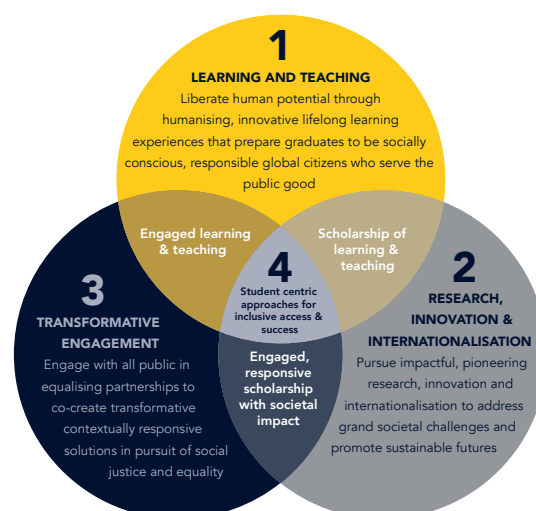 1
LEARNING AND TEACHING
Liberate human potential through
humanising, innovative lifelong learning
experiences that prepare graduates to be socially
conscious, responsible global citizens who serve the
public good
Engaged learning
& teaching
Scholarship of
learning &
teaching
4
Student centric
approaches for
inclusive access &
success
3
TRANSFORMATIVE
ENGAGEMENT
Engage with all public in
equalising partnerships to
co-create transformative
contextually responsive
solutions in pursuit of social
justice and equality
2
RESEARCH,
INNOVATION &
INTERNATIONALISATION
Pursue impactful, pioneering
research, innovation and
internationalisation to address
grand societal challenges and
promote sustainable futures
Engaged,
responsive
scholarship
with societal
impact